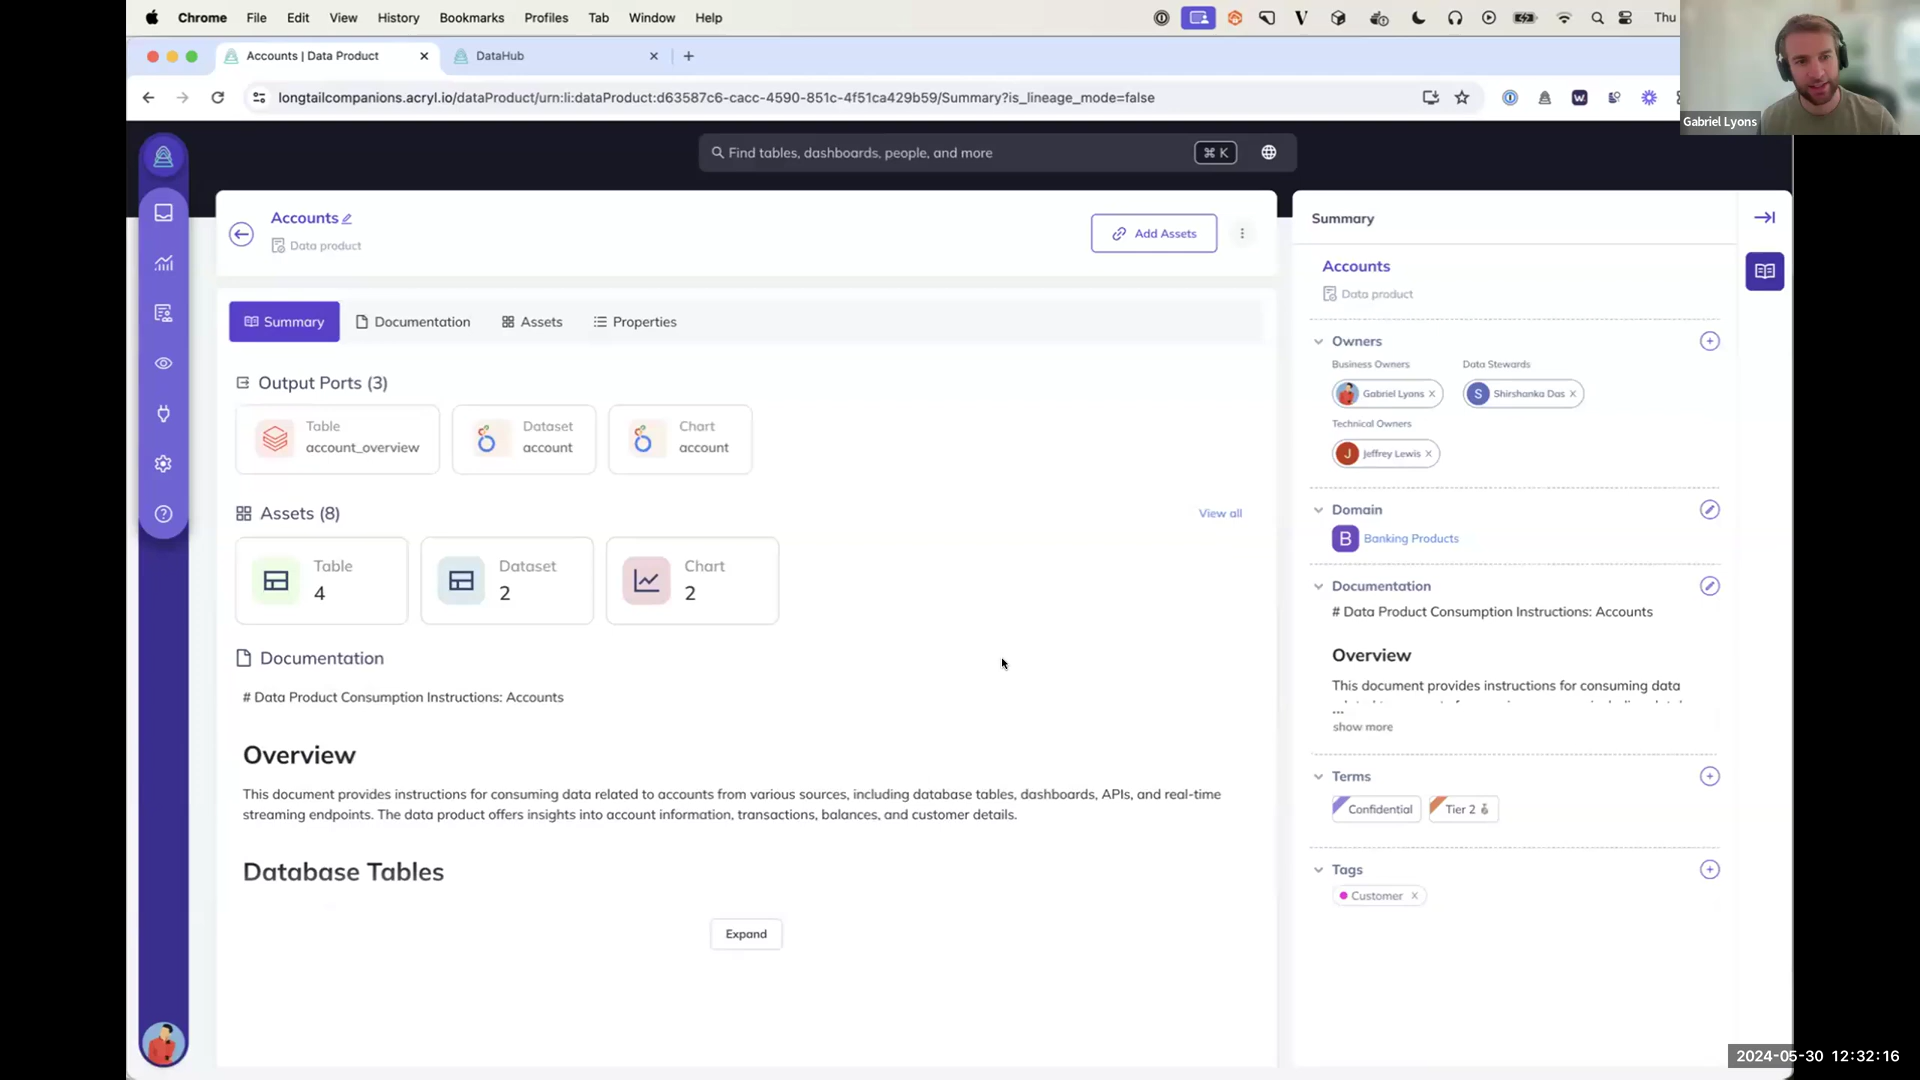 Chrome File Edit View History Bookmarks Profiles Tab Window Help Thu
Accounts | Data Product DataHub
longtailcompanions.acryl.io/dataProduct/urn:li:dataProduct:d63587c6-cacc-4590-851c-4f51ca429b59/Summary?is_lineage_mode=false
Gabriel Lyons
Find tables, dashboards, people, and more ⌘ K
Accounts
Data product
Add Assets
Summary Documentation Assets Properties
Output Ports (3)
Table
account_overview
Dataset
account
Chart
account
Assets (8)
View all
Table
4
Dataset
2
Chart
2
Documentation
# Data Product Consumption Instructions: Accounts
Overview
This document provides instructions for consuming data related to accounts from various sources, including database tables, dashboards, APIs, and real-time
streaming endpoints. The data product offers insights into account information, transactions, balances, and customer details.
Database Tables
Expand
Summary
Accounts
Data product
Owners
Business Owners
Gabriel Lyons
Data Stewards
S Shirshanka Das
Technical Owners
J Jeffrey Lewis
Domain
B Banking Products
Documentation
# Data Product Consumption Instructions: Accounts
Overview
This document provides instructions for consuming data
...
show more
Terms
Confidential Tier 2
Tags
Customer
2024-05-30 12:32:16